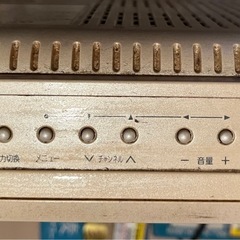 力切換 メニュー ∨ チャンネル ∧ − 音量 +